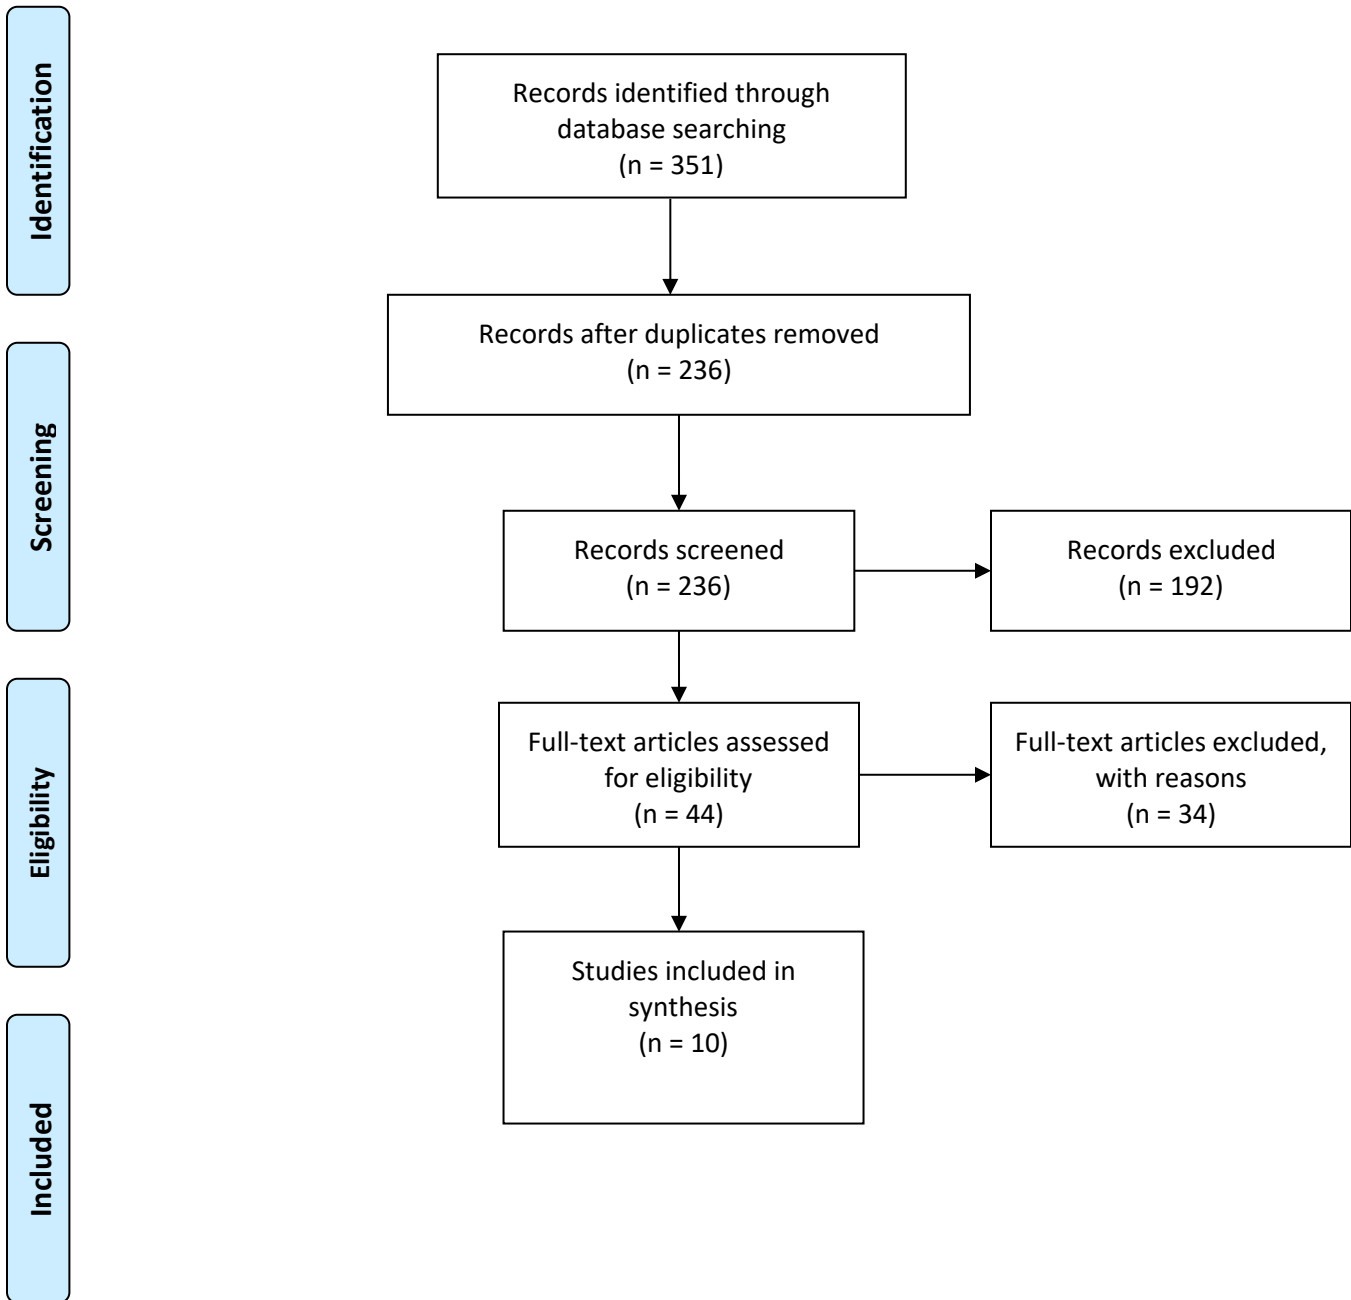 Identification
Records identified through
database searching
(n = 351)
Records after duplicates removed
(n = 236)
Screening
Records screened
(n = 236)
Records excluded
(n = 192)
Eligibility
Full-text articles assessed
for eligibility
(n = 44)
Full-text articles excluded,
with reasons
(n = 34)
Studies included in
synthesis
(n = 10)
Included